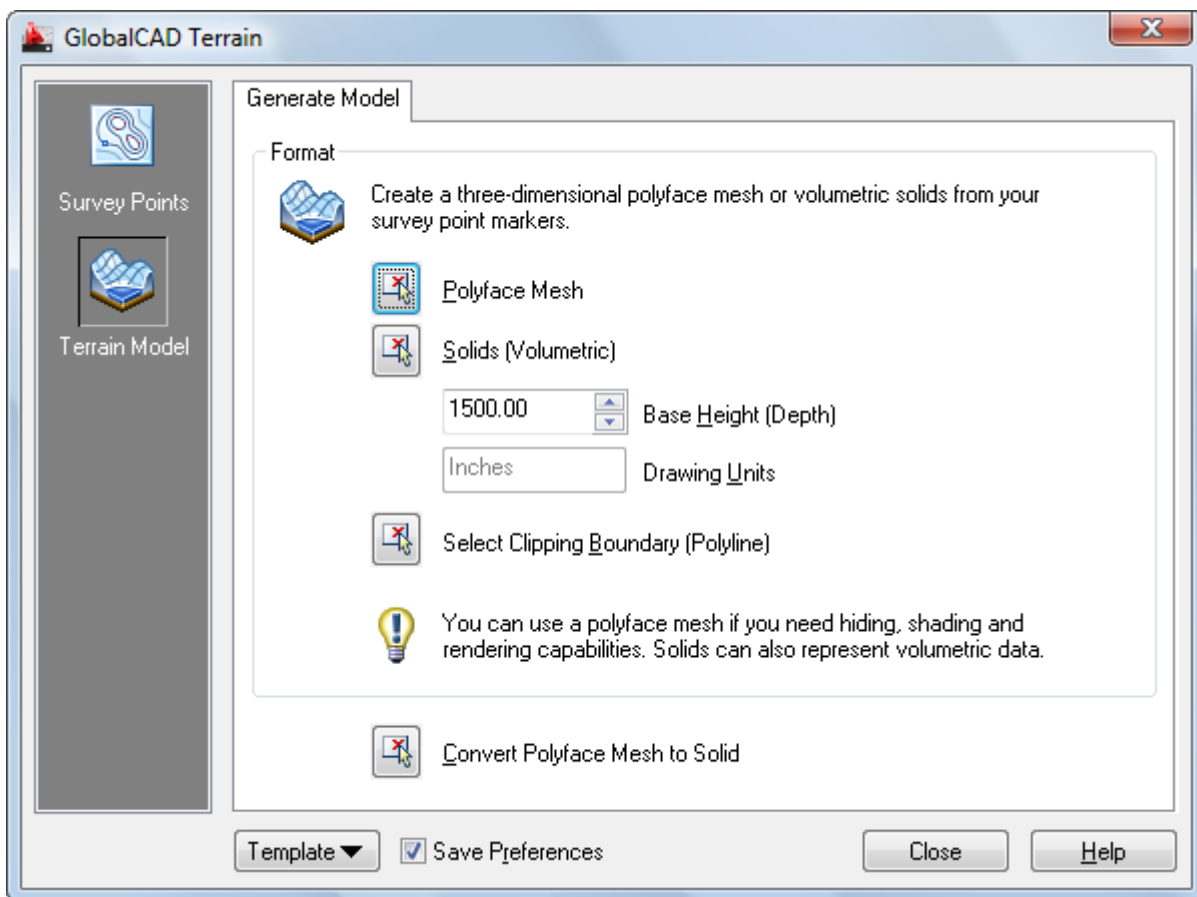 GlobalCAD Terrain
Survey Points
Terrain Model
Generate Model
Format
Create a three-dimensional polyface mesh or volumetric solids from your
survey point markers.
Polyface Mesh
Solids (Volumetric)
1500.00 Base Height (Depth)
Inches Drawing Units
Select Clipping Boundary (Polyline)
You can use a polyface mesh if you need hiding, shading and
rendering capabilities. Solids can also represent volumetric data.
Convert Polyface Mesh to Solid
Template Save Preferences Close Help